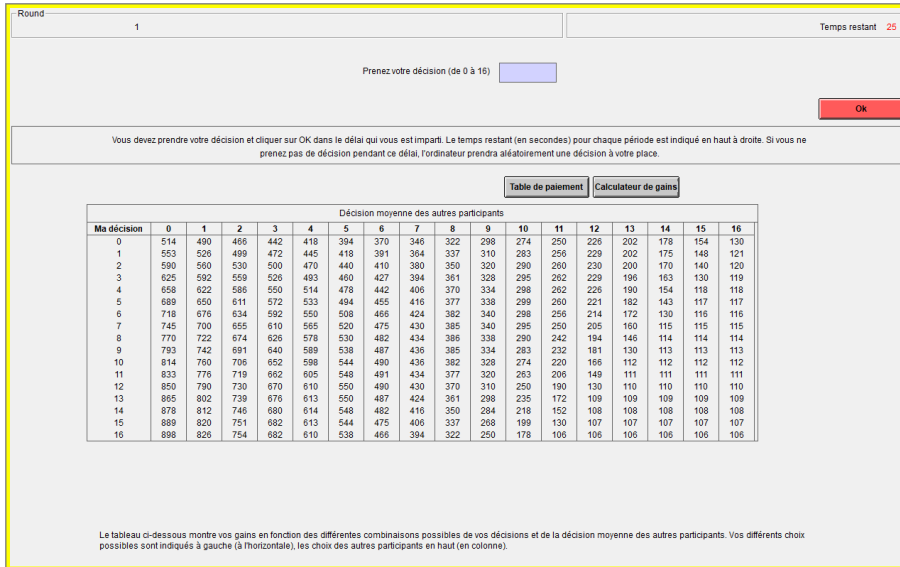 Round
1
Temps restant 25
Prenez votre décision (de 0 à 16)
Ok
Vous devez prendre votre décision et cliquer sur OK dans le délai qui vous est imparti. Le temps restant (en secondes) pour chaque période est indiqué en haut à droite. Si vous ne
prenez pas de décision pendant ce délai, l'ordinateur prendra aléatoirement une décision à votre place.
Table de paiement Calculateur de gains
Décision moyenne des autres participants
Ma décision 0 1 2 3 4 5 6 7 8 9 10 11 12 13 14 15 16
0 514 490 466 442 418 394 370 346 322 298 274 250 226 202 178 154 130
1 553 526 499 472 445 418 391 364 337 310 283 256 229 202 175 148 121
2 590 560 530 500 470 440 410 380 350 320 290 260 230 200 170 140 120
3 625 592 559 526 493 460 427 394 361 328 295 262 229 196 163 130 119
4 658 622 586 550 514 478 442 406 370 334 298 262 226 190 154 118 118
5 689 650 611 572 533 494 455 416 377 338 299 260 221 182 143 117 117
6 718 676 634 592 550 508 466 424 382 340 298 256 214 172 130 116 116
7 745 700 655 610 565 520 475 430 385 340 295 250 205 160 115 115 115
8 770 722 674 626 578 530 482 434 386 338 290 242 194 146 114 114 114
9 793 742 691 640 589 538 487 436 385 334 283 232 181 130 113 113 113
10 814 760 706 652 598 544 490 436 382 328 274 220 166 112 112 112 112
11 833 776 719 662 605 548 491 434 377 320 263 206 149 111 111 111 111
12 850 790 730 670 610 550 490 430 370 310 250 190 130 110 110 110 110
13 865 802 739 676 613 550 487 424 361 298 235 172 109 109 109 109 109
14 878 812 746 680 614 548 482 416 350 284 218 152 108 108 108 108 108
15 889 820 751 682 613 544 475 406 337 268 199 130 107 107 107 107 107
16 898 826 754 682 610 538 466 394 322 250 178 106 106 106 106 106 106
Le tableau ci-dessous montre vos gains en fonction des différentes combinaisons possibles de vos décisions et de la décision moyenne des autres participants. Vos différents choix
possibles sont indiqués à gauche (à l'horizontale), les choix des autres participants en haut (en colonne).